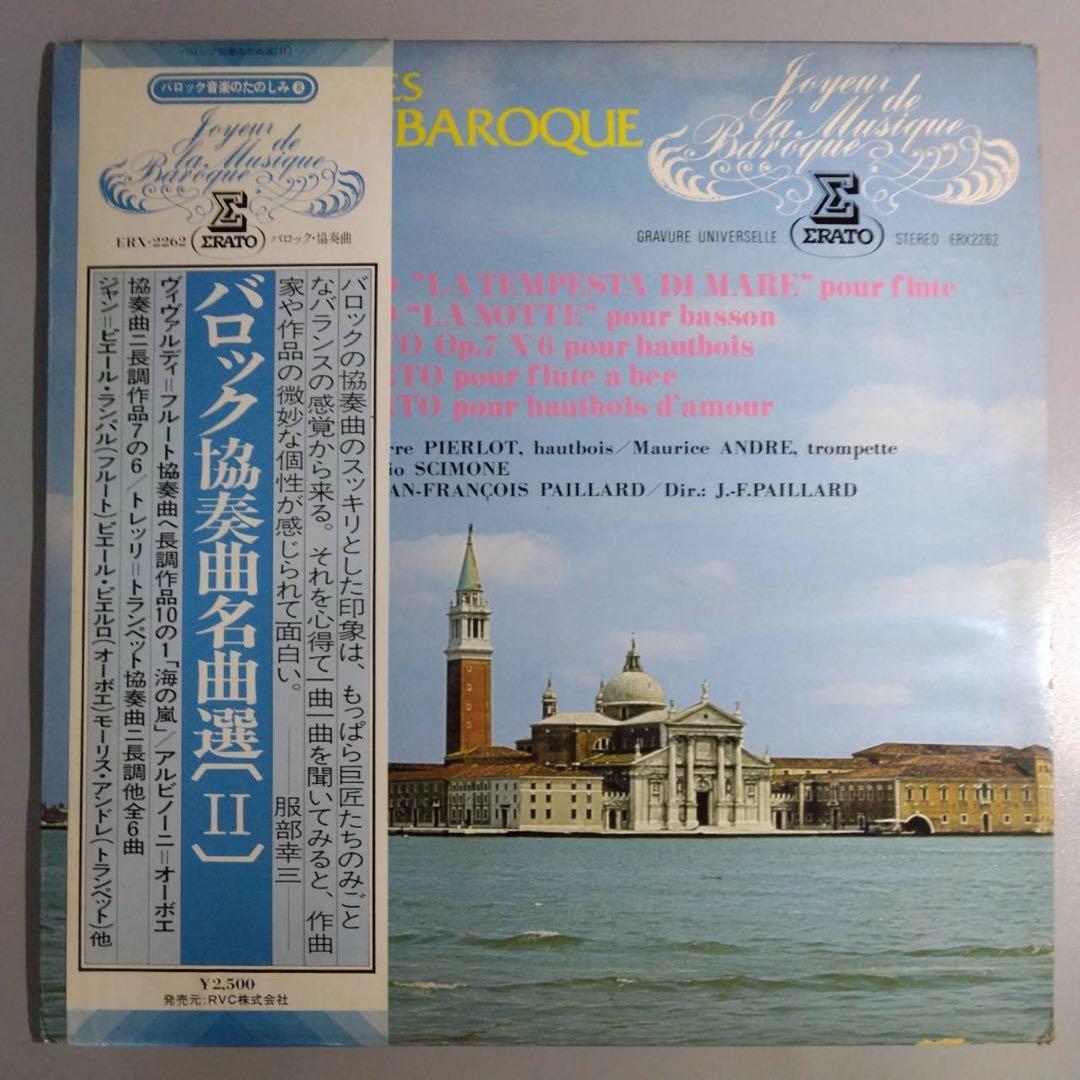 バロック音楽のたのしみ 8
Joyeur de
la Musique
Baroque
Σ
ERX-2262 ΣRATO バロック・協奏曲
バロックの協奏曲のスッキリとした印象は、もっぱら巨匠たちのみごと
なバランスの感覚から来る。それを心得て一曲一曲を聞いてみると、作曲
家や作品の微妙な個性が感じられて面白い。
服部幸三
バロック協奏曲名曲選〔II〕
ヴィヴァルディ=フルート協奏曲ヘ長調作品10の1「海の嵐」/アルビノーニ=オーボエ
協奏曲ニ長調作品7の6/トレッリ=トランペット協奏曲ニ長調他全6曲
ジャン=ピエール・ランパル(フルート)ピエール・ピエルロ(オーボエ)モーリス・アンドレ(トランペット)他
¥2,500
発売元:RVC株式会社
ES
BAROQUE
Joyeur
de
la Musique
Baroque
Σ
GRAVURE UNIVERSELLE ΣRATO STEREO ERX2262
O "LA TEMPESTA DI MARE" pour flûte
O "LA NOTTE" pour basson
TO Op.7 N°6 pour hautbois
RTO pour flûte à bec
RTO pour hautbois d'amour
rre PIERLOT, hautbois/Maurice ANDRE, trompette
io SCIMONE
AN-FRANÇOIS PAILLARD/Dir.: J.-F.PAILLARD